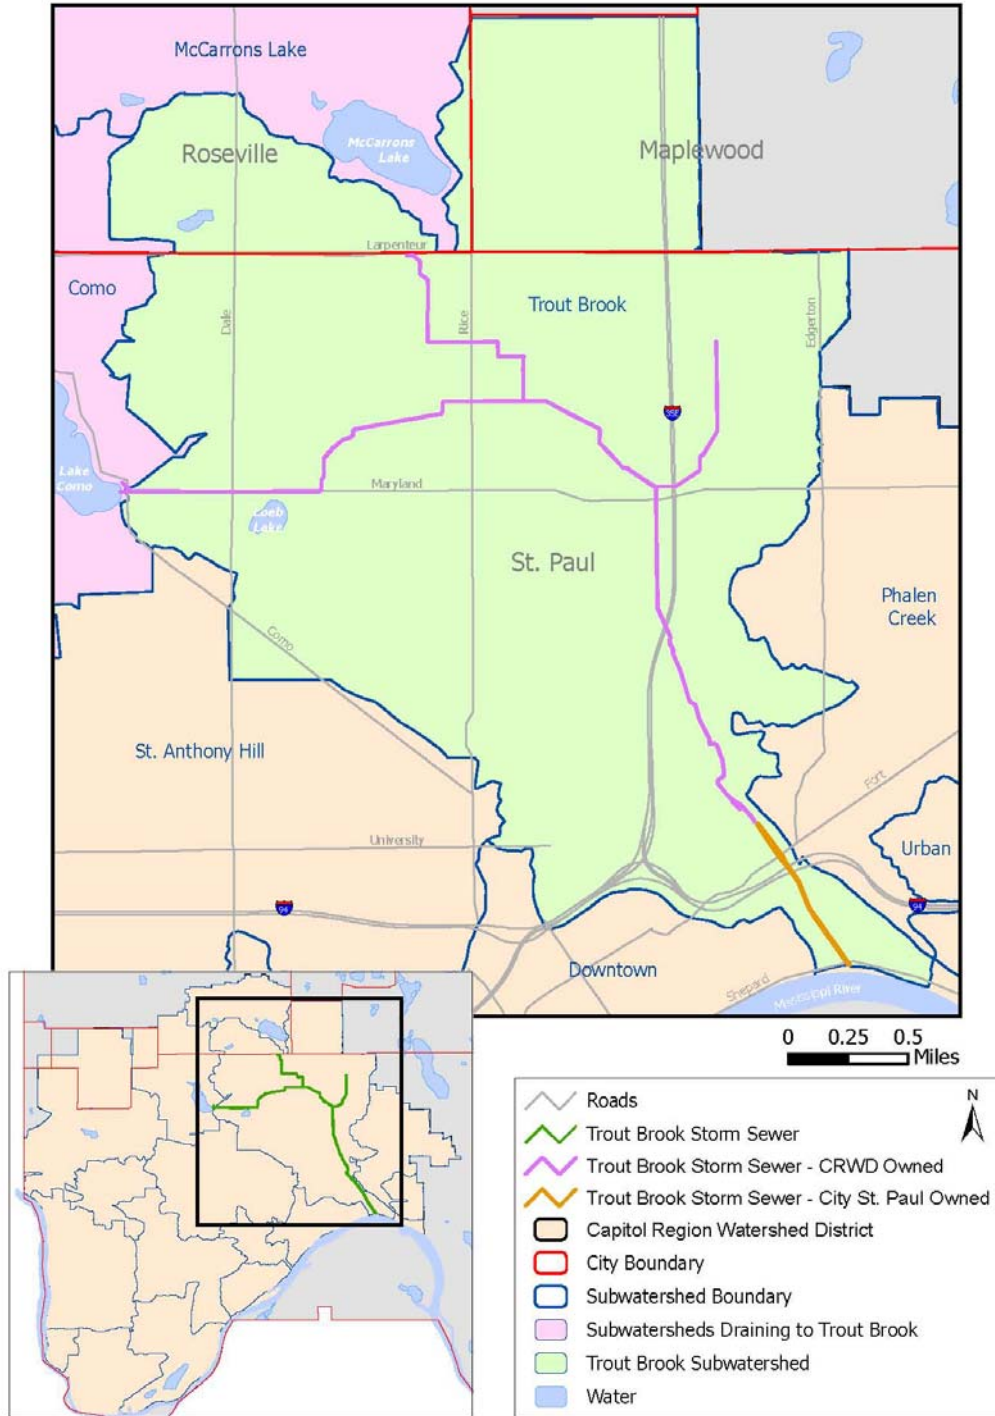 McCarrons Lake
McCarrons
Lake
Roseville
Maplewood
Larpenteur
Como
Trout Brook
Dale
Rice
Edgerton
35E
Lake
Como
Maryland
Loeb
Lake
St. Paul
Phalen
Creek
Como
St. Anthony Hill
Fort
University
Urban
94
94
Downtown
Shepard
Mississippi River
0 0.25 0.5
Miles
N
Roads
Trout Brook Storm Sewer
Trout Brook Storm Sewer - CRWD Owned
Trout Brook Storm Sewer - City St. Paul Owned
Capitol Region Watershed District
City Boundary
Subwatershed Boundary
Subwatersheds Draining to Trout Brook
Trout Brook Subwatershed
Water